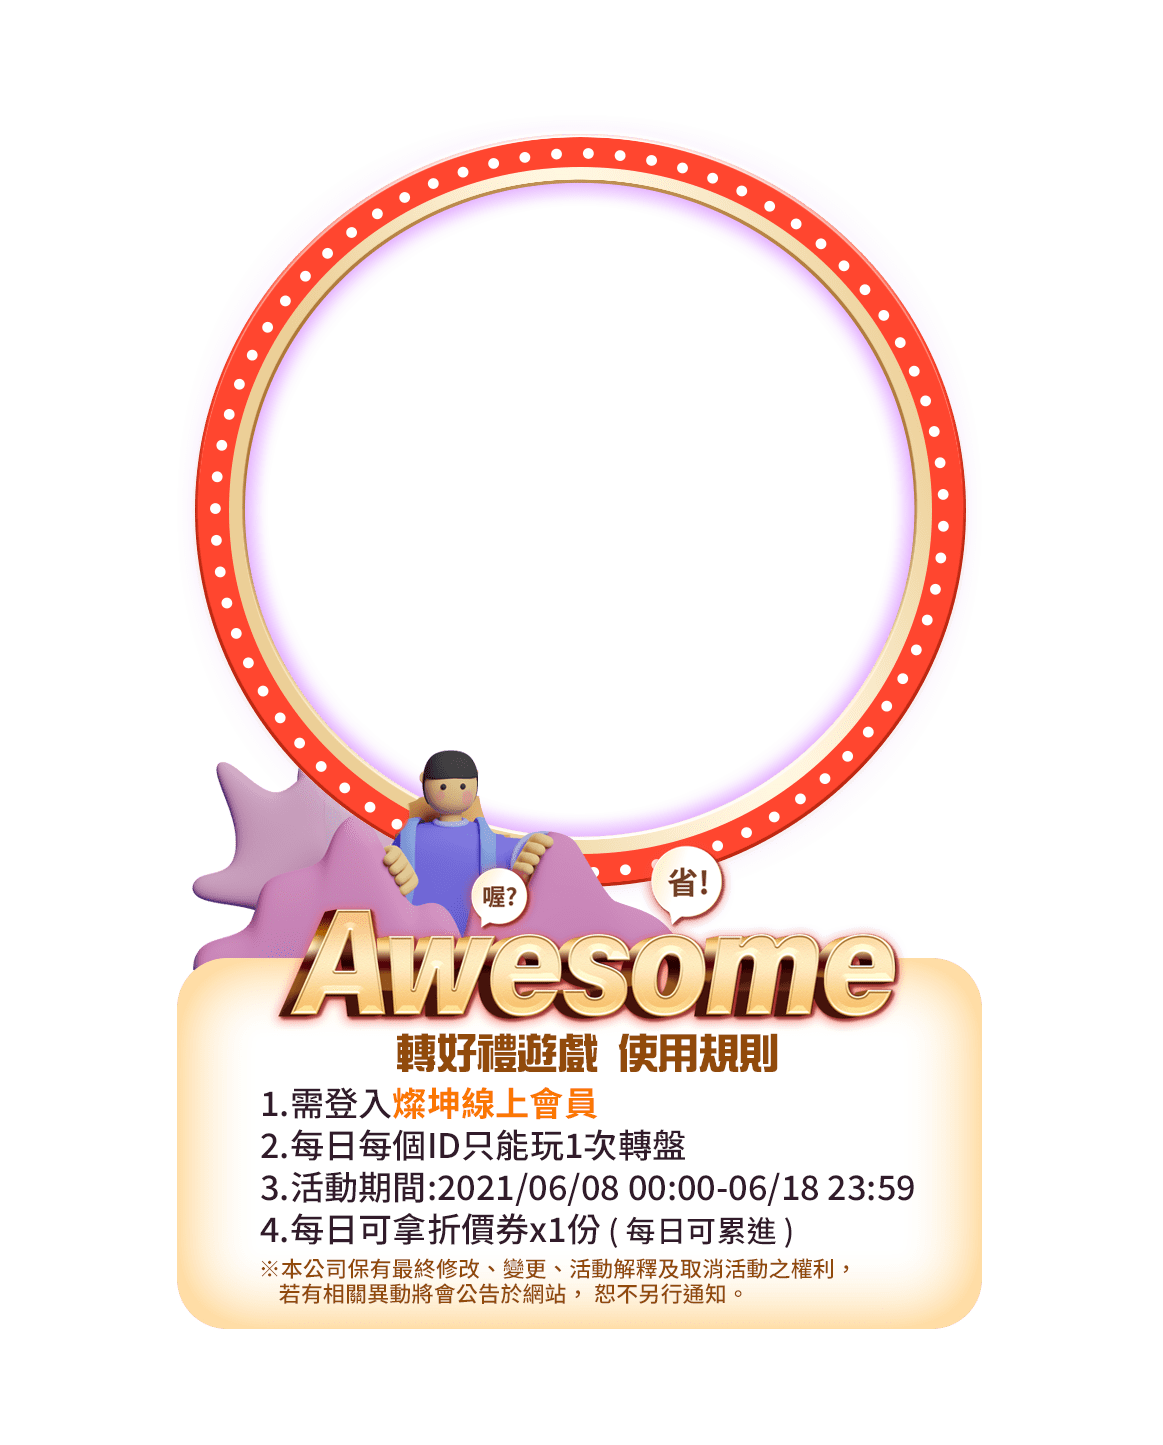 喔?
省!
Awesome
轉好禮遊戲 使用規則
1.需登入燦坤線上會員
2.每日每個ID只能玩1次轉盤
3.活動期間:2021/06/08 00:00-06/18 23:59
4.每日可拿折價券x1份 ( 每日可累進 )
※本公司保有最終修改、變更、活動解釋及取消活動之權利，
若有相關異動將會公告於網站， 恕不另行通知。